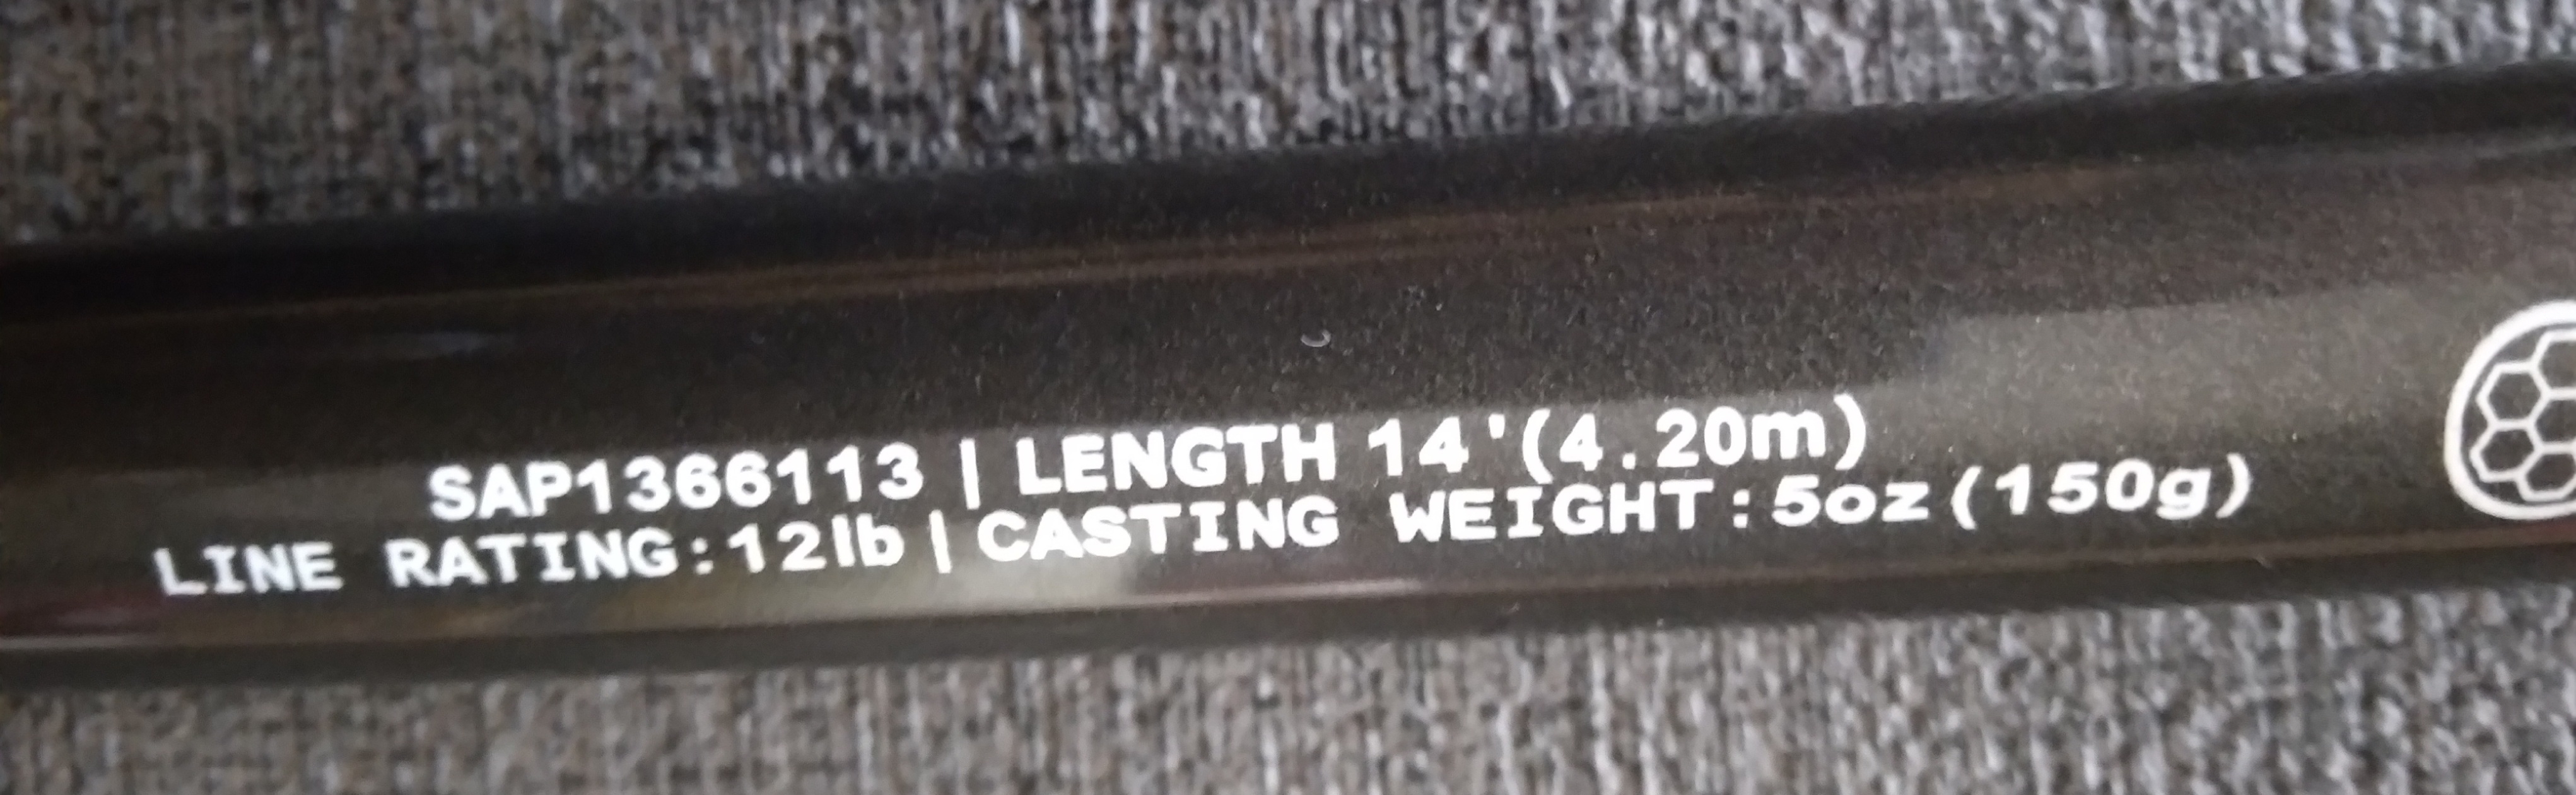 SAP1366113 | LENGTH 14'(4.20m)
LINE RATING:12lb | CASTING WEIGHT:5oz(150g)